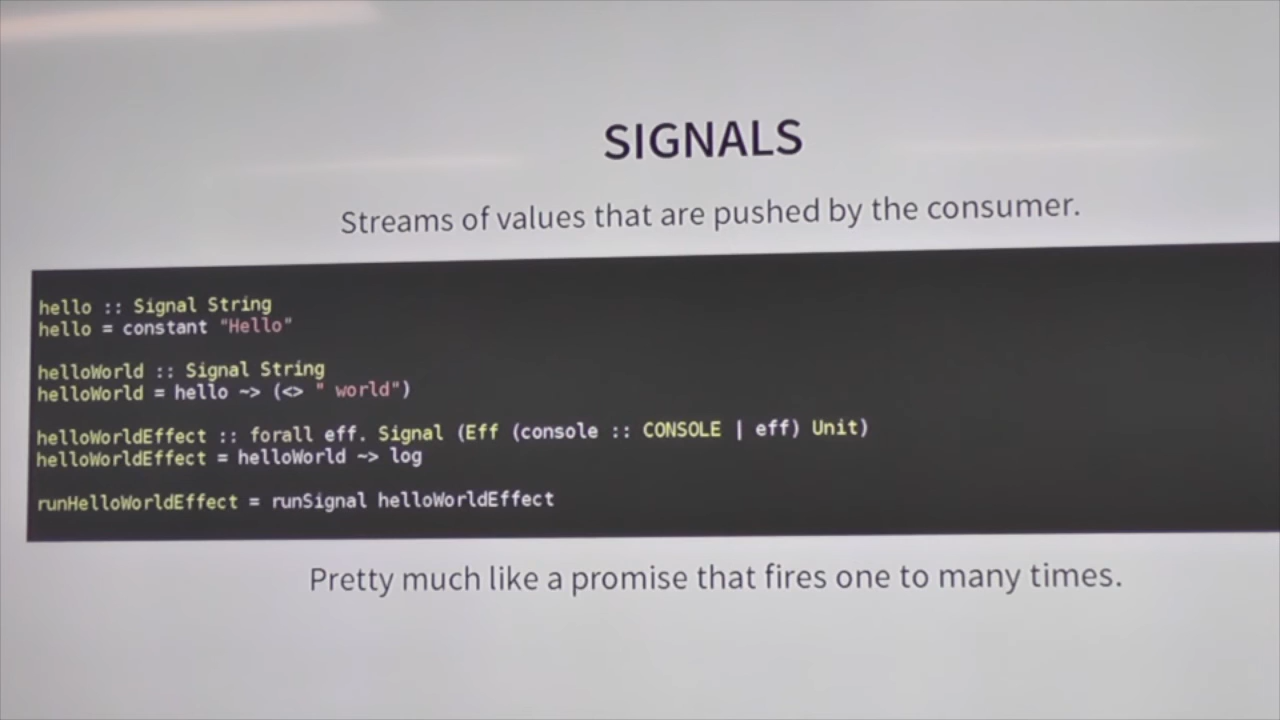 SIGNALS
Streams of values that are pushed by the consumer.
hello :: Signal String
hello = constant "Hello"
helloWorld :: Signal String
helloWorld = hello ~> (<> " world")
helloWorldEffect :: forall eff. Signal (Eff (console :: CONSOLE | eff) Unit)
helloWorldEffect = helloWorld ~> log
runHelloWorldEffect = runSignal helloWorldEffect
Pretty much like a promise that fires one to many times.